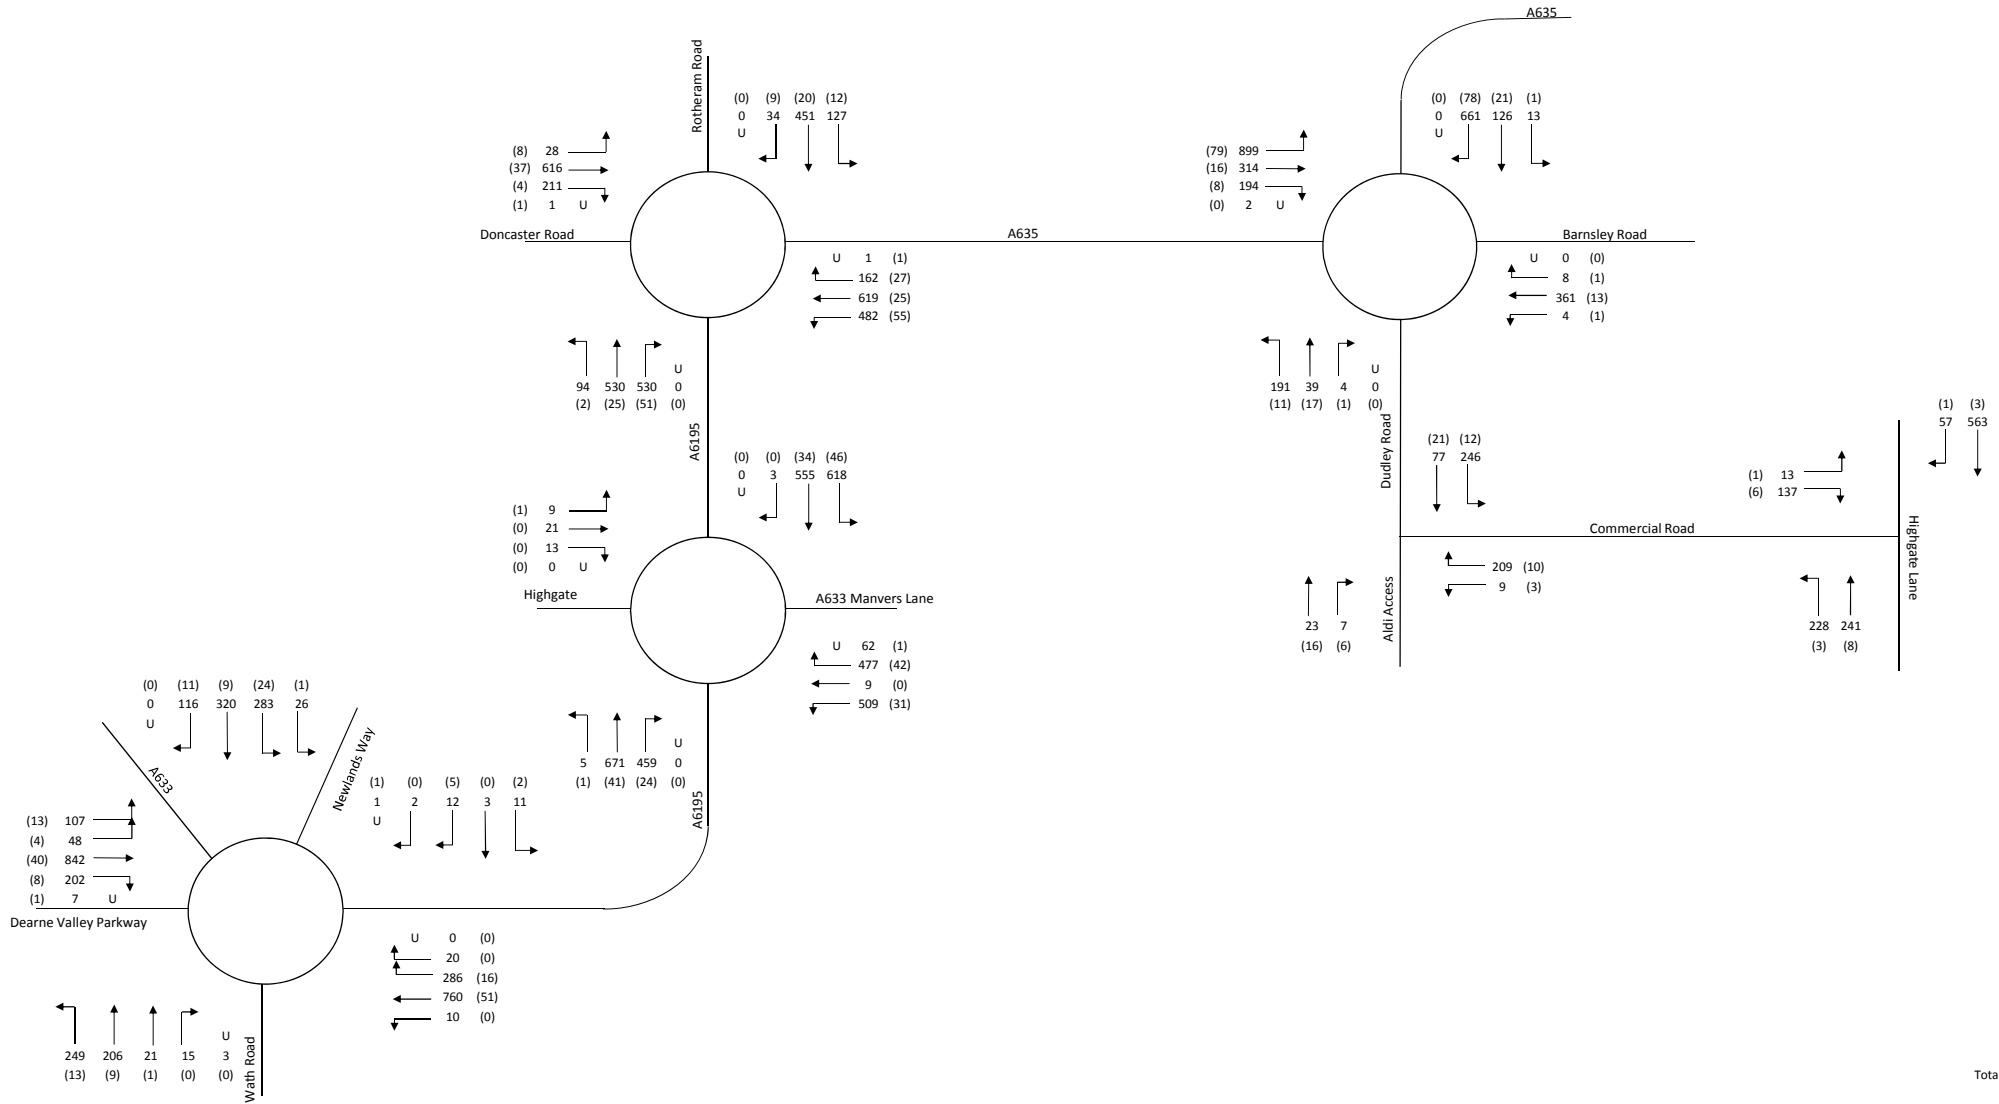 A635
Rotheram Road
(0) (9) (20) (12)
0 34 451 127
U
(8) 28
(37) 616
(4) 211
(1) 1 U
Doncaster Road
A635
U 1 (1)
162 (27)
619 (25)
482 (55)
94 530 530 U 0
(2) (25) (51) (0)
(0) (78) (21) (1)
0 661 126 13
U
(79) 899
(16) 314
(8) 194
(0) 2 U
Barnsley Road
U 0 (0)
8 (1)
361 (13)
4 (1)
U
191 39 4 0
(11) (17) (1) (0)
Dudley Road
A6195
(0) (0) (34) (46)
0 3 555 618
U
(1) 9
(0) 21
(0) 13
(0) 0 U
Highgate
A633 Manvers Lane
U 62 (1)
477 (42)
9 (0)
509 (31)
U
5 671 459 0
(1) (41) (24) (0)
A6195
(21) (12)
77 246
Commercial Road
209 (10)
9 (3)
Aldi Access
23 7
(16) (6)
(1) (3)
57 563
(1) 13
(6) 137
Highgate Lane
228 241
(3) (8)
(0) (11) (9) (24) (1)
0 116 320 283 26
U
A633
Newlands Way
(1) (0) (5) (0) (2)
1 2 12 3 11
U
(13) 107
(4) 48
(40) 842
(8) 202
(1) 7 U
Dearne Valley Parkway
U 0 (0)
20 (0)
286 (16)
760 (51)
10 (0)
U
249 206 21 15 3
(13) (9) (1) (0) (0)
Wath Road
Tota